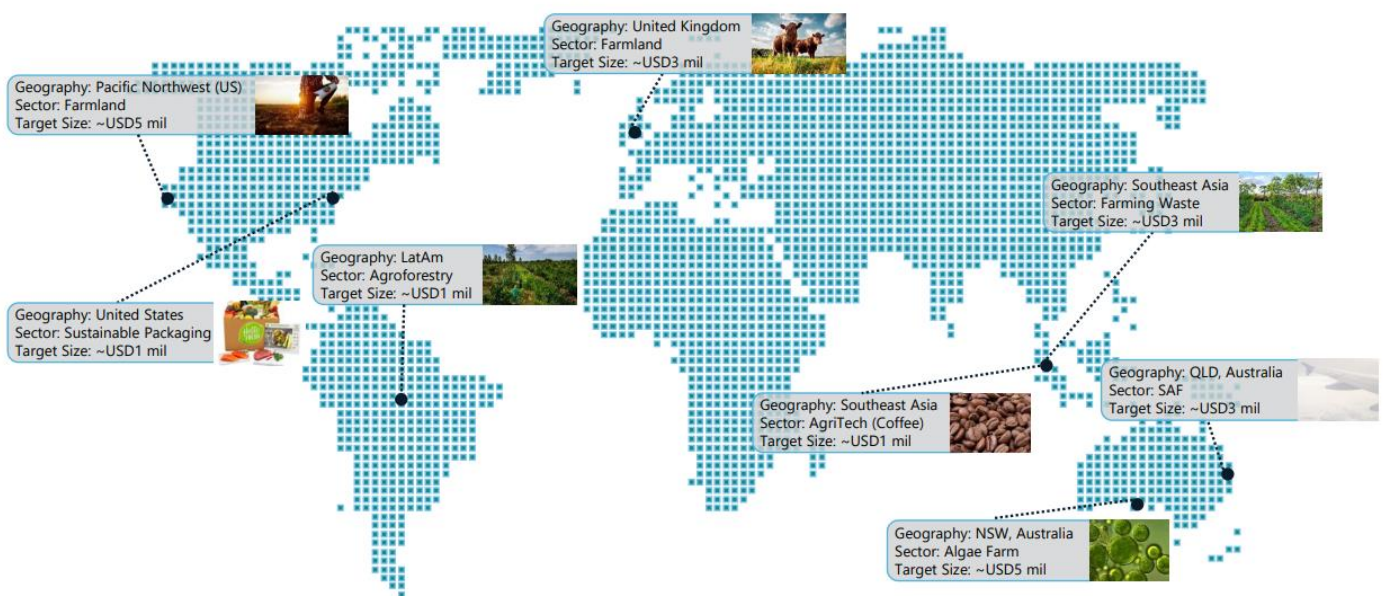 Geography: United Kingdom
Sector: Farmland
Target Size: ~USD3 mil
Geography: Pacific Northwest (US)
Sector: Farmland
Target Size: ~USD5 mil
Geography: Southeast Asia
Sector: Farming Waste
Target Size: ~USD3 mil
Geography: LatAm
Sector: Agroforestry
Target Size: ~USD1 mil
Geography: United States
Sector: Sustainable Packaging
Target Size: ~USD1 mil
Geography: QLD, Australia
Sector: SAF
Target Size: ~USD3 mil
Geography: Southeast Asia
Sector: AgriTech (Coffee)
Target Size: ~USD1 mil
Geography: NSW, Australia
Sector: Algae Farm
Target Size: ~USD5 mil